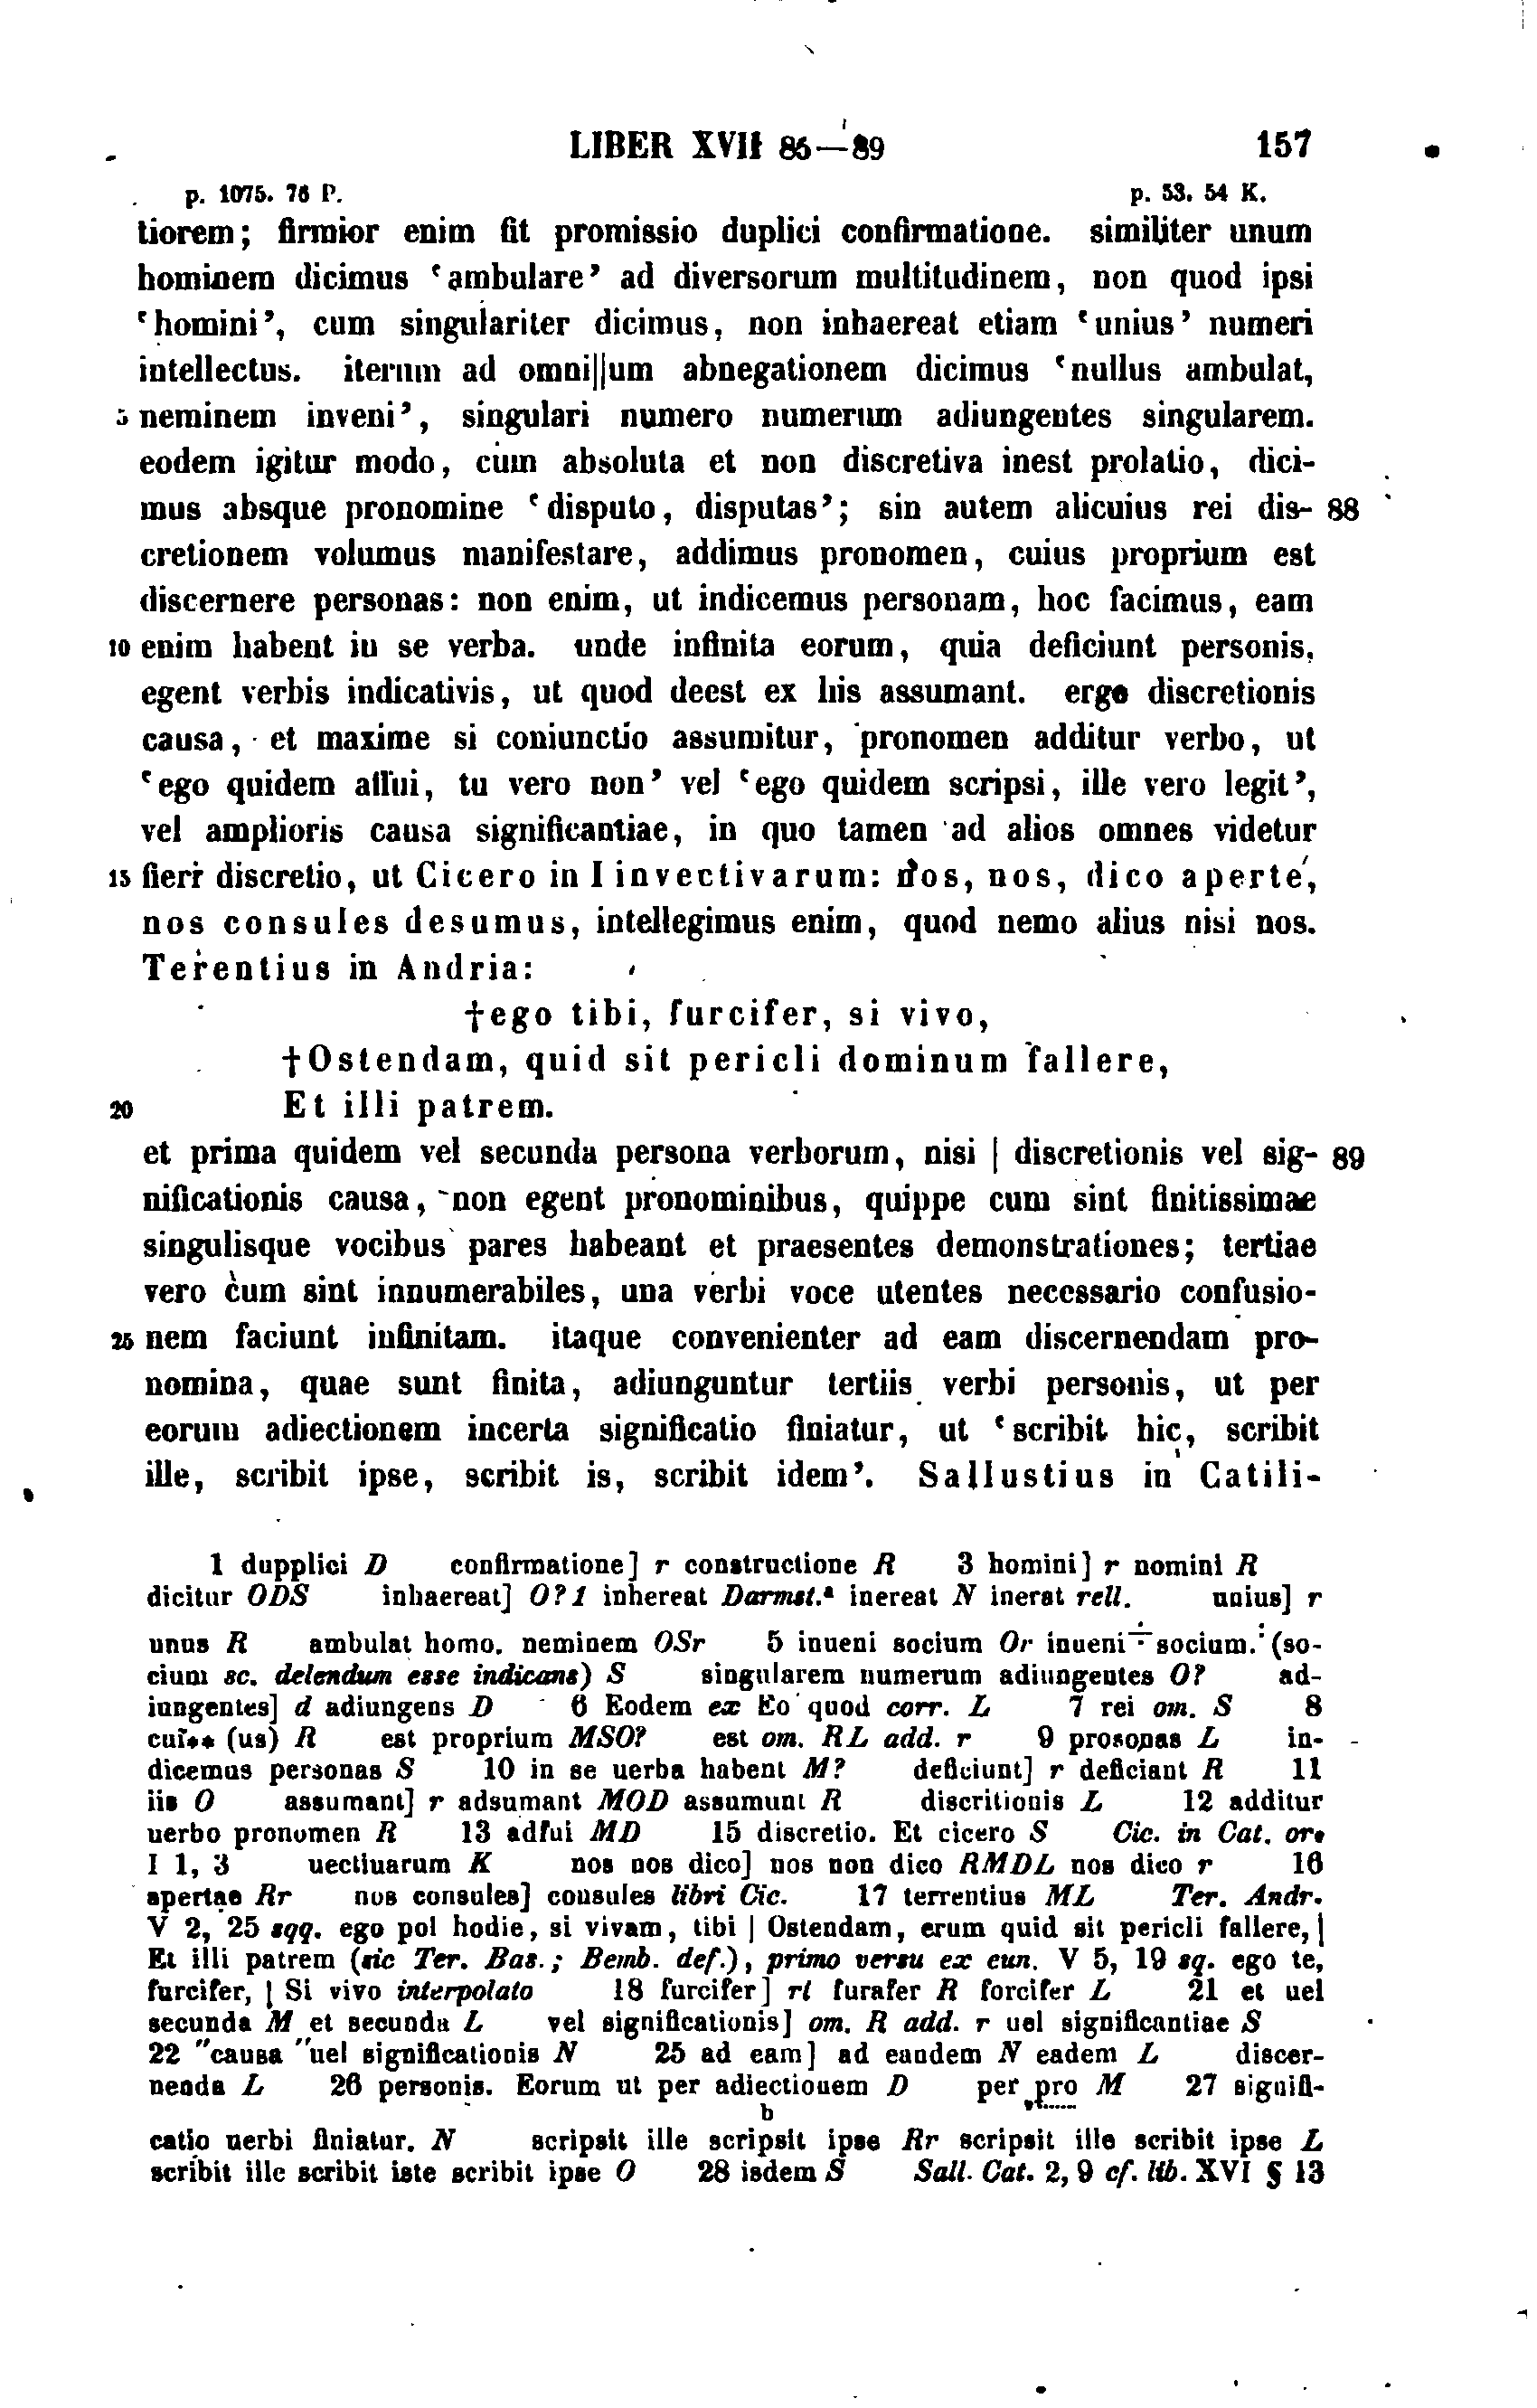 LIBER XVII 86—89 157
p. 1075. 76 P. p. 53. 54 K.
tiorem; firmior enim fit promissio duplici confirmatione. similiter unum
hominem dicimus ‘ambulare’ ad diversorum multitudinem, non quod ipsi
‘homini’, cum singulariter dicimus, non inhaereat etiam ‘unius’ numeri
intellectus. iterum ad omni||um abnegationem dicimus ‘nullus ambulat,
5 neminem inveni’, singulari numero numerum adiungentes singularem.
eodem igitur modo, cum absoluta et non discretiva inest prolatio, dici-
mus absque pronomine ‘disputo, disputas’; sin autem alicuius rei dis- 88
cretionem volumus manifestare, addimus pronomen, cuius proprium est
discernere personas: non enim, ut indicemus personam, hoc facimus, eam
10 enim habent in se verba. unde infinita eorum, quia deficiunt personis,
egent verbis indicativis, ut quod deest ex his assumant. ergo discretionis
causa, et maxime si coniunctio assumitur, pronomen additur verbo, ut
‘ego quidem affui, tu vero non’ vel ‘ego quidem scripsi, ille vero legit’,
vel amplioris causa significantiae, in quo tamen ad alios omnes videtur
15 fieri discretio, ut Cicero in I invectivarum: nos, nos, dico aperte,
nos consules desumus, intellegimus enim, quod nemo alius nisi nos.
Terentius in Andria:
†ego tibi, furcifer, si vivo,
†Ostendam, quid sit pericli dominum fallere,
20 Et illi patrem.
et prima quidem vel secunda persona verborum, nisi | discretionis vel sig- 89
nificationis causa, non egent pronominibus, quippe cum sint finitissimae
singulisque vocibus pares habeant et praesentes demonstrationes; tertiae
vero cum sint innumerabiles, una verbi voce utentes necessario confusio-
25 nem faciunt infinitam. itaque convenienter ad eam discernendam pro-
nomina, quae sunt finita, adiunguntur tertiis verbi personis, ut per
eorum adiectionem incerta significatio finiatur, ut ‘scribit hic, scribit
ille, scribit ipse, scribit is, scribit idem’. Sallustius in Catili-
1 dupplici D confirmatione] r constructione R 3 homini] r nomini R
dicitur ODS inhaereat] O?1 inhereat Darmst.² inereat N inerat rell. unius] r
unus R ambulat homo. neminem OSr 5 inueni socium Or inueni÷socium.: (so-
cium sc. delendum esse indicans) S singularem numerum adiungentes O? ad-
iungentes] d adiungens D 6 Eodem ex Eo quod corr. L 7 rei om. S 8
cuī** (us) R est proprium MSO? est om. RL add. r 9 prosopas L in-
dicemus personas S 10 in se uerba habent M? deficiunt] r deficiant R 11
iis O assumant] r adsumant MOD assumunt R discritionis L 12 additur
uerbo pronomen R 13 adfui MD 15 discretio. Et cicero S Cic. in Cat. or.
I 1, 3 uectiuarum K nos nos dico] nos non dico RMDL nos dico r 16
apertae Rr nos consules] consules libri Cic. 17 terrentius ML Ter. Andr.
V 2, 25 sqq. ego pol hodie, si vivam, tibi | Ostendam, erum quid sit pericli fallere, |
Et illi patrem (sic Ter. Bas.; Bemb. def.), primo versu ex eun. V 5, 19 sq. ego te,
furcifer, | Si vivo interpolato 18 furcifer] rl furafer R forcifer L 21 et uel
secunda M et secunda L vel significationis] om. R add. r uel significantiae S
22 "causa "uel significationis N 25 ad eam] ad eandem N eadem L discer-
nenda L 26 personis. Eorum ut per adiectionem D per pro M 27 signifi-
catio uerbi finiatur. N scripsit ille scripsit ipse Rr scripsit ille scribit ipse L
scribit ille scribit iste scribit ipse O 28 isdem S Sall. Cat. 2, 9 cf. lib. XVI § 13